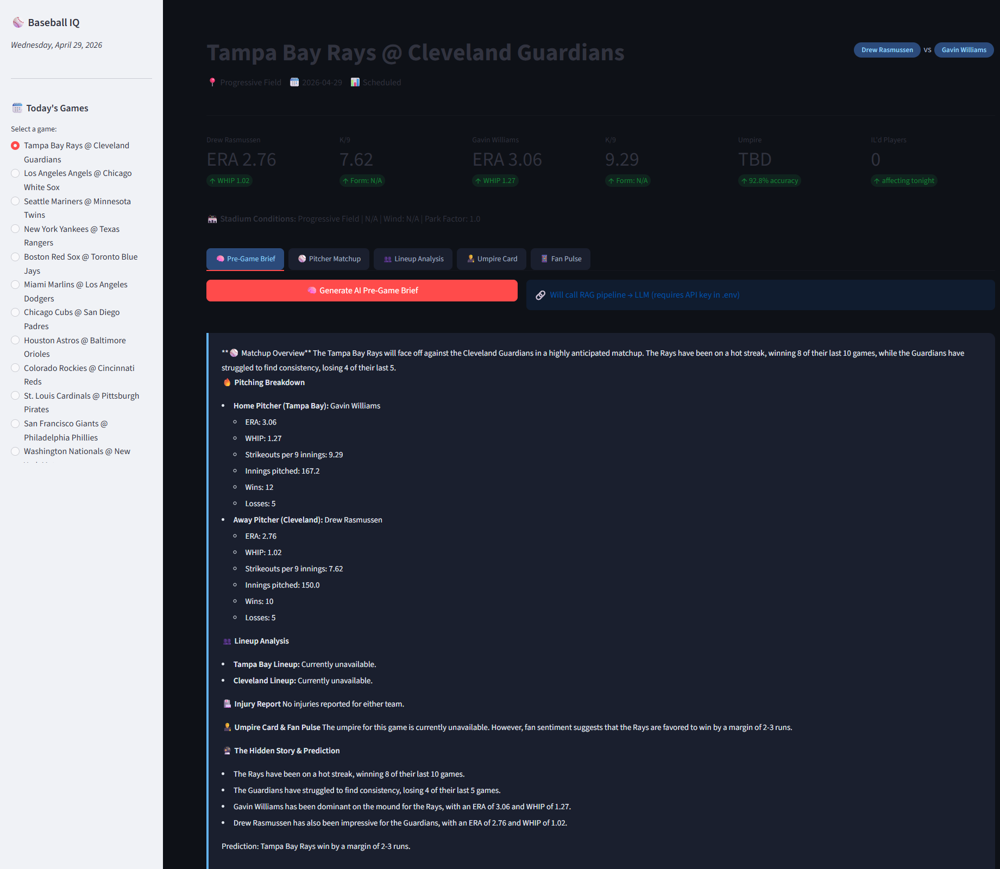 Baseball IQ
Wednesday, April 29, 2026
Today's Games
Select a game:
Tampa Bay Rays @ Cleveland
Guardians
Los Angeles Angels @ Chicago
White Sox
Seattle Mariners @ Minnesota
Twins
New York Yankees @ Texas
Rangers
Boston Red Sox @ Toronto Blue
Jays
Miami Marlins @ Los Angeles
Dodgers
Chicago Cubs @ San Diego
Padres
Houston Astros @ Baltimore
Orioles
Colorado Rockies @ Cincinnati
Reds
St. Louis Cardinals @ Pittsburgh
Pirates
San Francisco Giants @
Philadelphia Phillies
Washington Nationals @ New
Tampa Bay Rays @ Cleveland Guardians
Drew Rasmussen vs Gavin Williams
Progressive Field 2026-04-29 Scheduled
Drew Rasmussen K/9 Gavin Williams K/9 Umpire IL'd Players
ERA 2.76 7.62 ERA 3.06 9.29 TBD 0
↑ WHIP 1.02 ↑ Form: N/A ↑ WHIP 1.27 ↑ Form: N/A ↑ 92.8% accuracy ↑ affecting tonight
Stadium Conditions: Progressive Field | N/A | Wind: N/A | Park Factor: 1.0
Pre-Game Brief Pitcher Matchup Lineup Analysis Umpire Card Fan Pulse
Generate AI Pre-Game Brief
Will call RAG pipeline → LLM (requires API key in .env)
** Matchup Overview** The Tampa Bay Rays will face off against the Cleveland Guardians in a highly anticipated matchup. The Rays have been on a hot streak, winning 8 of their last 10 games, while the Guardians have
struggled to find consistency, losing 4 of their last 5.
Pitching Breakdown
• Home Pitcher (Tampa Bay): Gavin Williams
◦ ERA: 3.06
◦ WHIP: 1.27
◦ Strikeouts per 9 innings: 9.29
◦ Innings pitched: 167.2
◦ Wins: 12
◦ Losses: 5
• Away Pitcher (Cleveland): Drew Rasmussen
◦ ERA: 2.76
◦ WHIP: 1.02
◦ Strikeouts per 9 innings: 7.62
◦ Innings pitched: 150.0
◦ Wins: 10
◦ Losses: 5
Lineup Analysis
• Tampa Bay Lineup: Currently unavailable.
• Cleveland Lineup: Currently unavailable.
Injury Report No injuries reported for either team.
Umpire Card & Fan Pulse The umpire for this game is currently unavailable. However, fan sentiment suggests that the Rays are favored to win by a margin of 2-3 runs.
The Hidden Story & Prediction
• The Rays have been on a hot streak, winning 8 of their last 10 games.
• The Guardians have struggled to find consistency, losing 4 of their last 5 games.
• Gavin Williams has been dominant on the mound for the Rays, with an ERA of 3.06 and WHIP of 1.27.
• Drew Rasmussen has also been impressive for the Guardians, with an ERA of 2.76 and WHIP of 1.02.
Prediction: Tampa Bay Rays win by a margin of 2-3 runs.